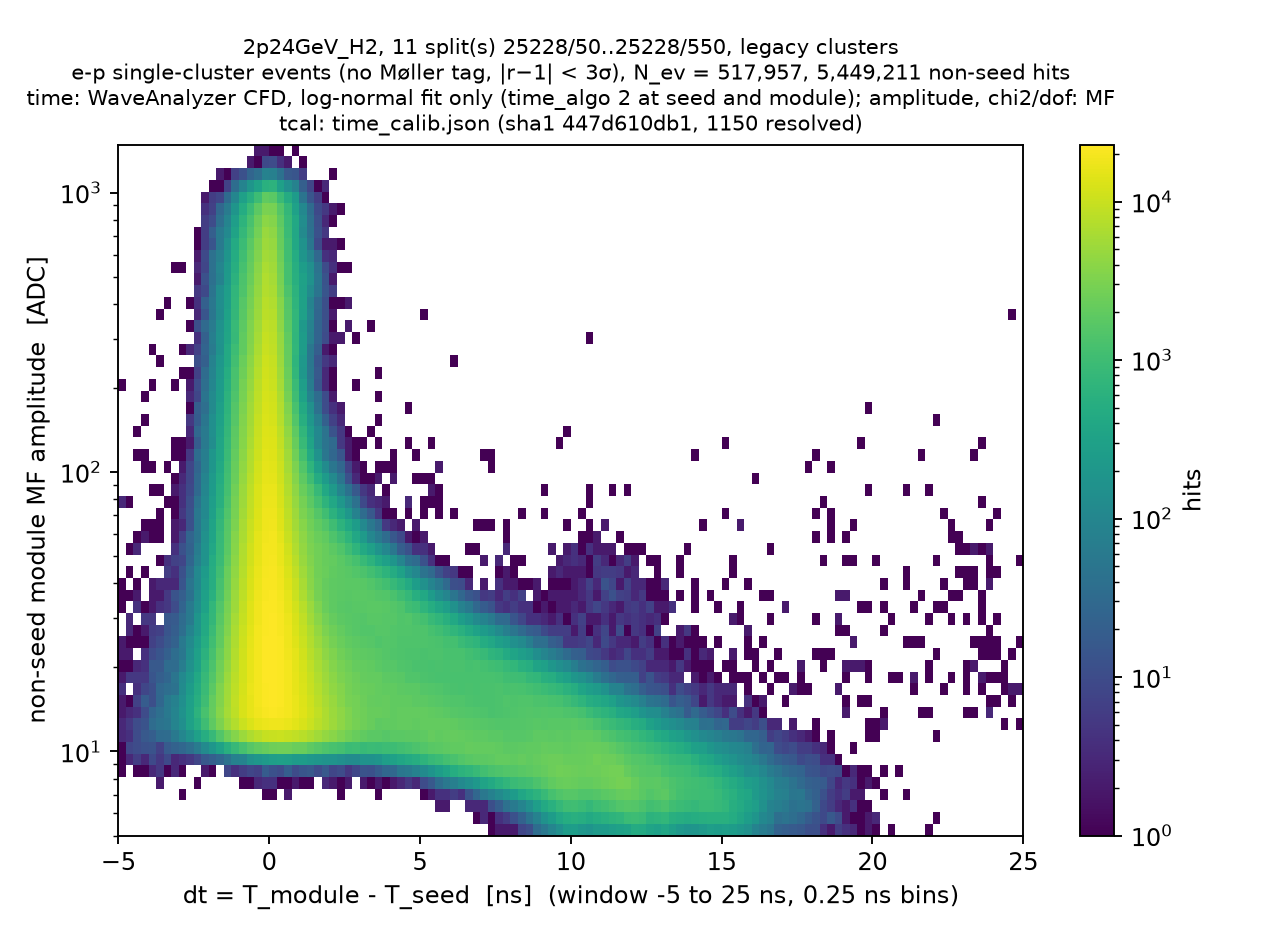 2p24GeV_H2, 11 split(s) 25228/50..25228/550, legacy clusters
e-p single-cluster events (no Møller tag, |r−1| < 3σ), N_ev = 517,957, 5,449,211 non-seed hits
time: WaveAnalyzer CFD, log-normal fit only (time_algo 2 at seed and module); amplitude, chi2/dof: MF
tcal: time_calib.json (sha1 447d610db1, 1150 resolved)
non-seed module MF amplitude [ADC]
10³
10²
10¹
−5 0 5 10 15 20 25
dt = T_module - T_seed [ns] (window -5 to 25 ns, 0.25 ns bins)
10⁴
10³
10²
10¹
10⁰
hits